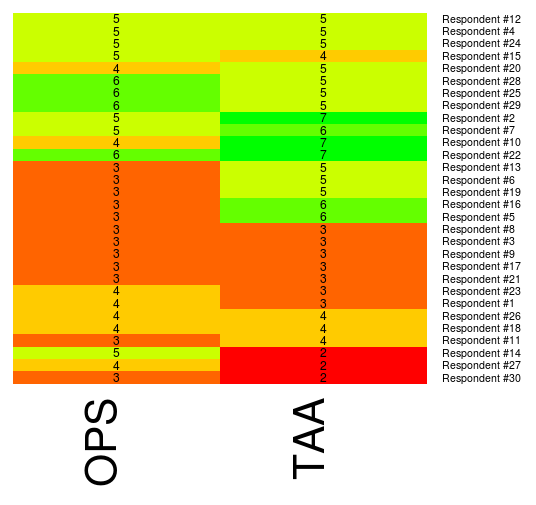 5 5 Respondent #12
5 5 Respondent #4
5 5 Respondent #24
5 4 Respondent #15
4 5 Respondent #20
6 5 Respondent #28
6 5 Respondent #25
6 5 Respondent #29
5 7 Respondent #2
5 6 Respondent #7
4 7 Respondent #10
6 7 Respondent #22
3 5 Respondent #13
3 5 Respondent #6
3 5 Respondent #19
3 6 Respondent #16
3 6 Respondent #5
3 3 Respondent #8
3 3 Respondent #3
3 3 Respondent #9
3 3 Respondent #17
3 3 Respondent #21
4 3 Respondent #23
4 3 Respondent #1
4 4 Respondent #26
4 4 Respondent #18
3 4 Respondent #11
5 2 Respondent #14
4 2 Respondent #27
3 2 Respondent #30
OPS TAA